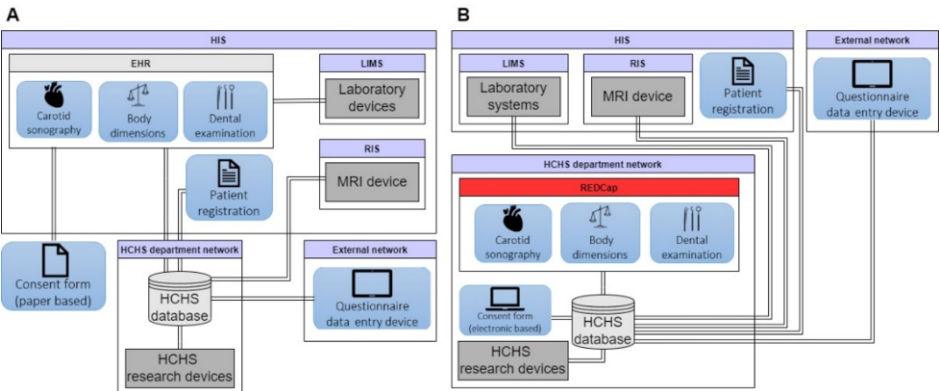 A
HIS
EHR
Carotid
sonography
Body
dimensions
Dental
examination
LIMS
Laboratory
devices
RIS
MRI device
Patient
registration
Consent form
(paper based)
HCHS department network
HCHS
database
HCHS
research devices
External network
Questionnaire
data entry device
B
HIS
LIMS
Laboratory
systems
RIS
MRI device
Patient
registration
External network
Questionnaire
data entry device
HCHS department network
REDCap
Carotid
sonography
Body
dimensions
Dental
examination
Consent form
(electronic based)
HCHS
database
HCHS
research devices